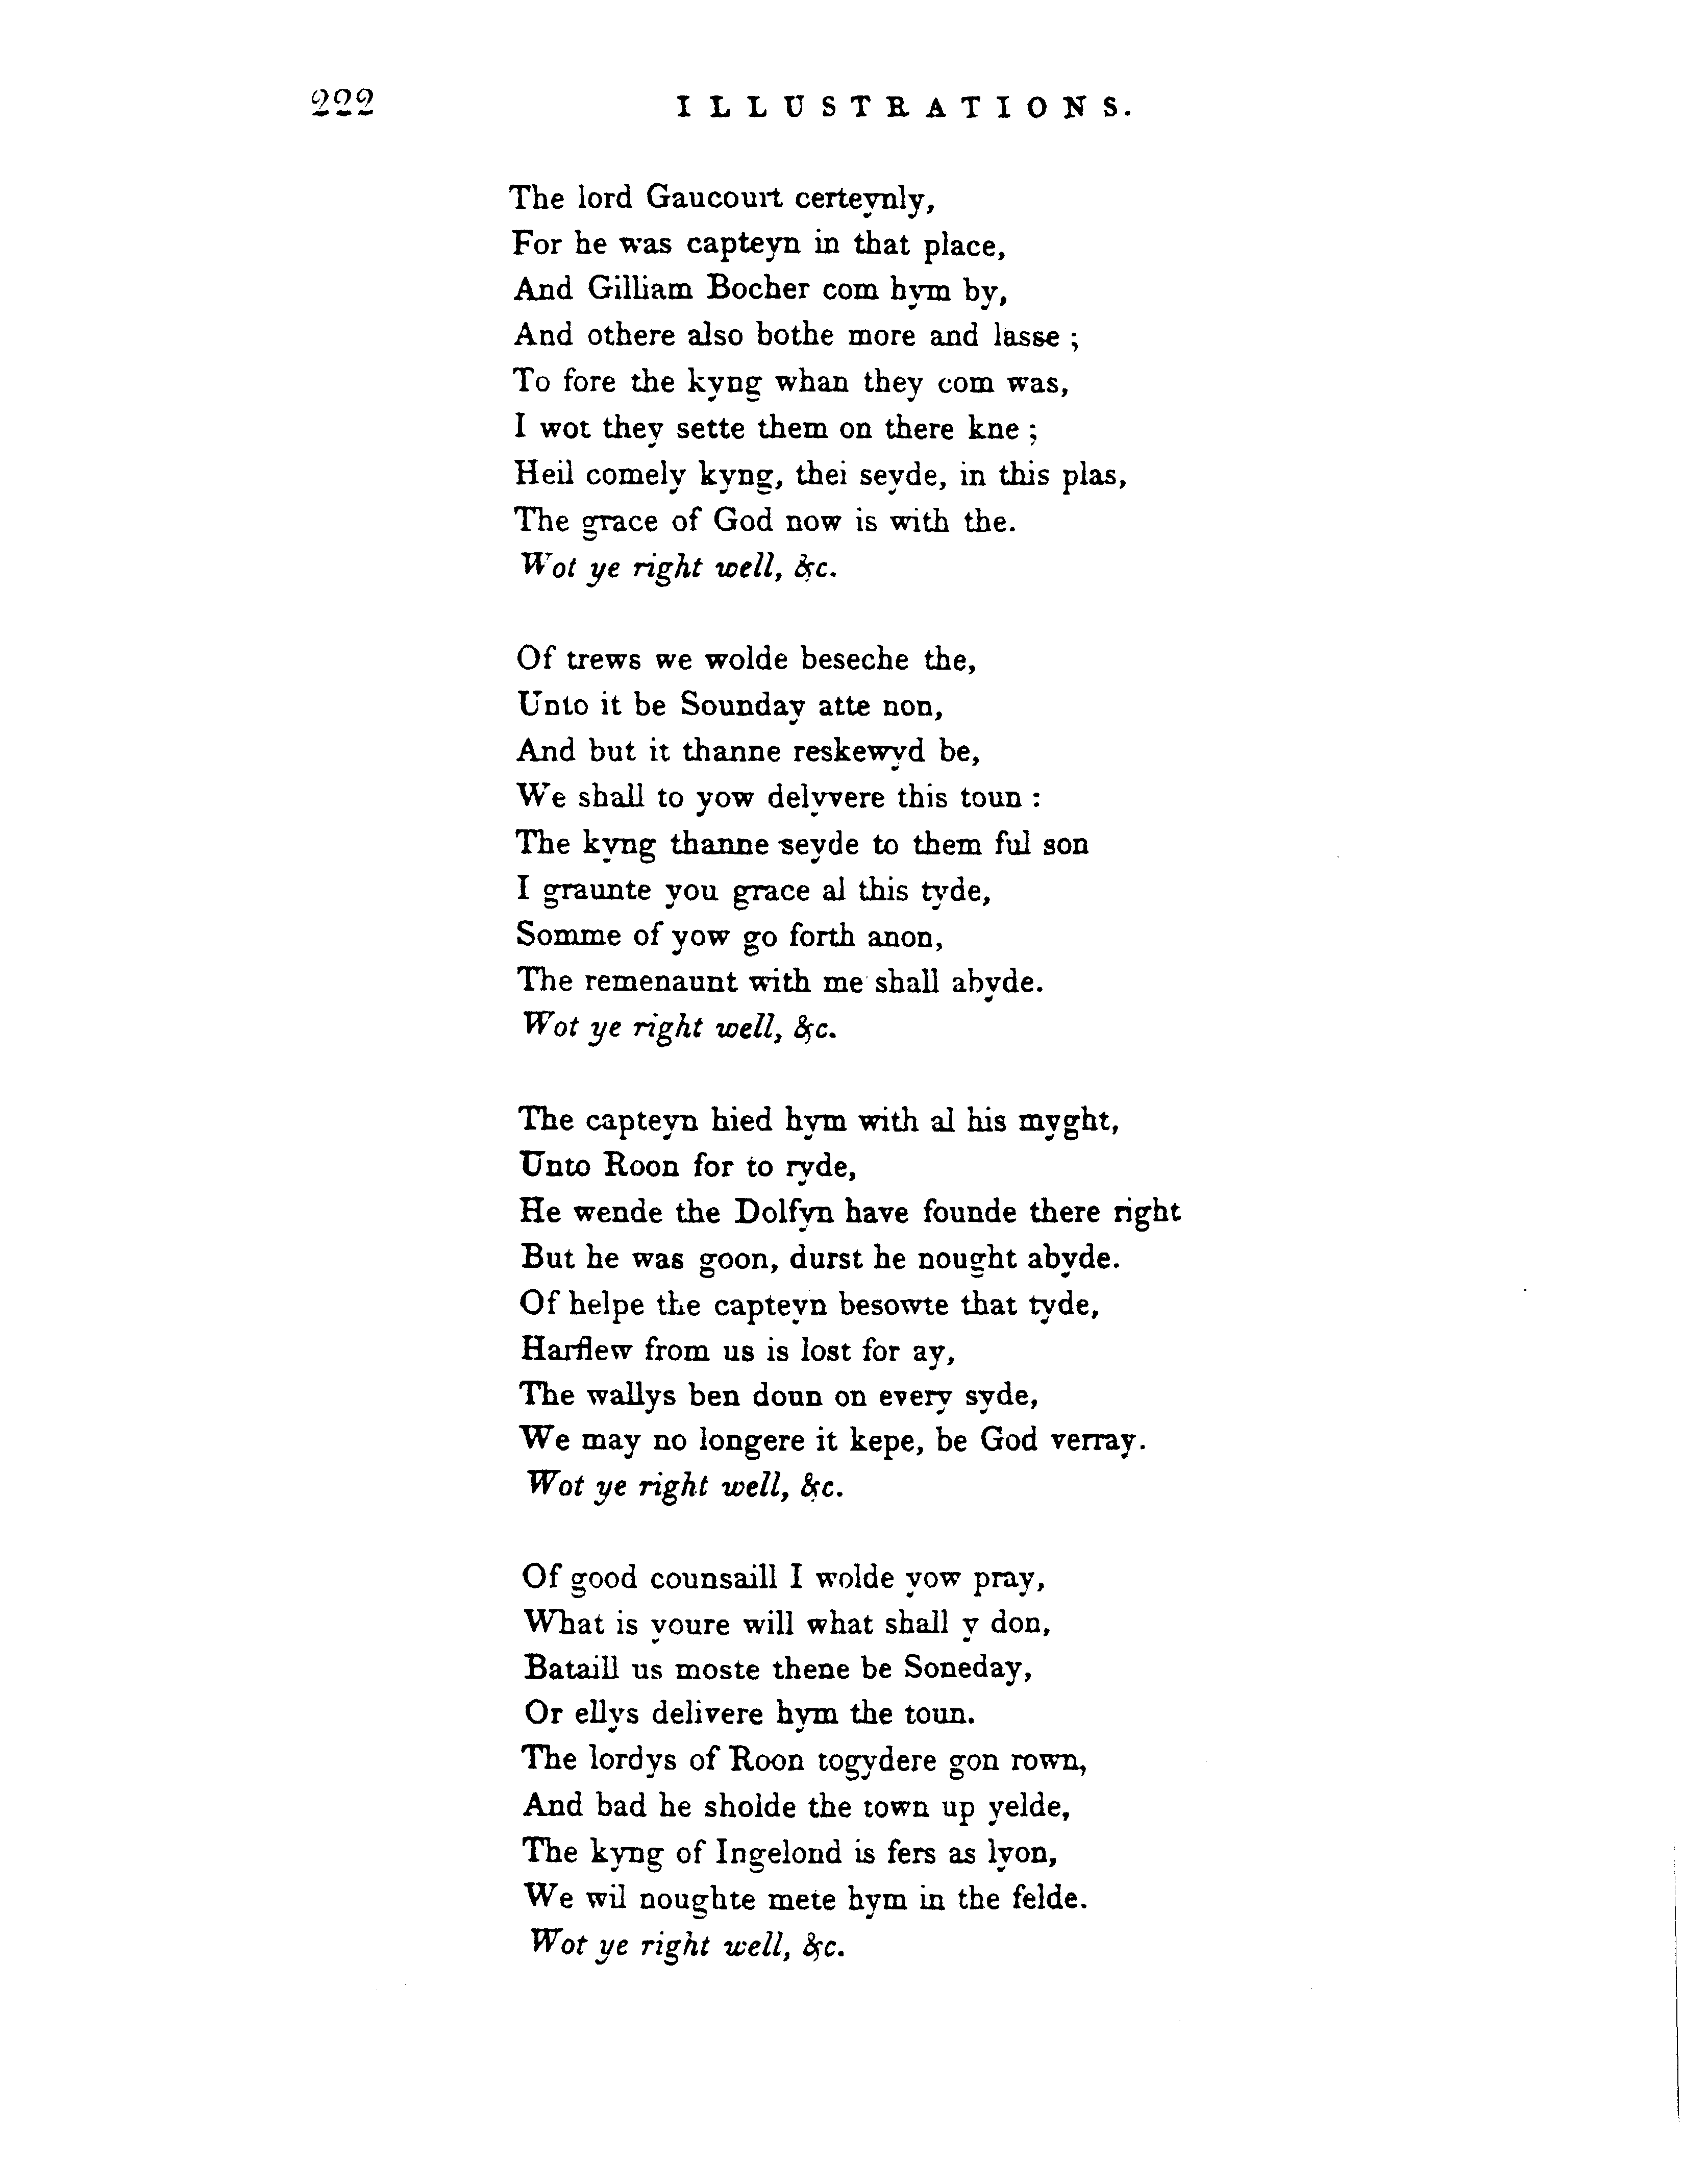 222
ILLUSTRATIONS.
The lord Gaucourt certeynly,
For he was capteyn in that place,
And Gilliam Bocher com hym by,
And othere also bothe more and lasse ;
To fore the kyng whan they com was,
I wot they sette them on there kne ;
Heil comely kyng, thei seyde, in this plas,
The grace of God now is with the.
Wot ye right well, &c.
Of trews we wolde beseche the,
Unto it be Sounday atte non,
And but it thanne reskewyd be,
We shall to yow delyvere this toun :
The kyng thanne seyde to them ful son
I graunte you grace al this tyde,
Somme of yow go forth anon,
The remenaunt with me shall abyde.
Wot ye right well, &c.
The capteyn hied hym with al his myght,
Unto Roon for to ryde,
He wende the Dolfyn have founde there right
But he was goon, durst he nought abyde.
Of helpe the capteyn besowte that tyde,
Harflew from us is lost for ay,
The wallys ben doun on every syde,
We may no longere it kepe, be God verray.
Wot ye right well, &c.
Of good counsaill I wolde yow pray,
What is youre will what shall y don,
Bataill us moste thene be Soneday,
Or ellys delivere hym the toun.
The lordys of Roon togydere gon rown,
And bad he sholde the town up yelde,
The kyng of Ingelond is fers as lyon,
We wil noughte mete hym in the felde.
Wot ye right well, &c.